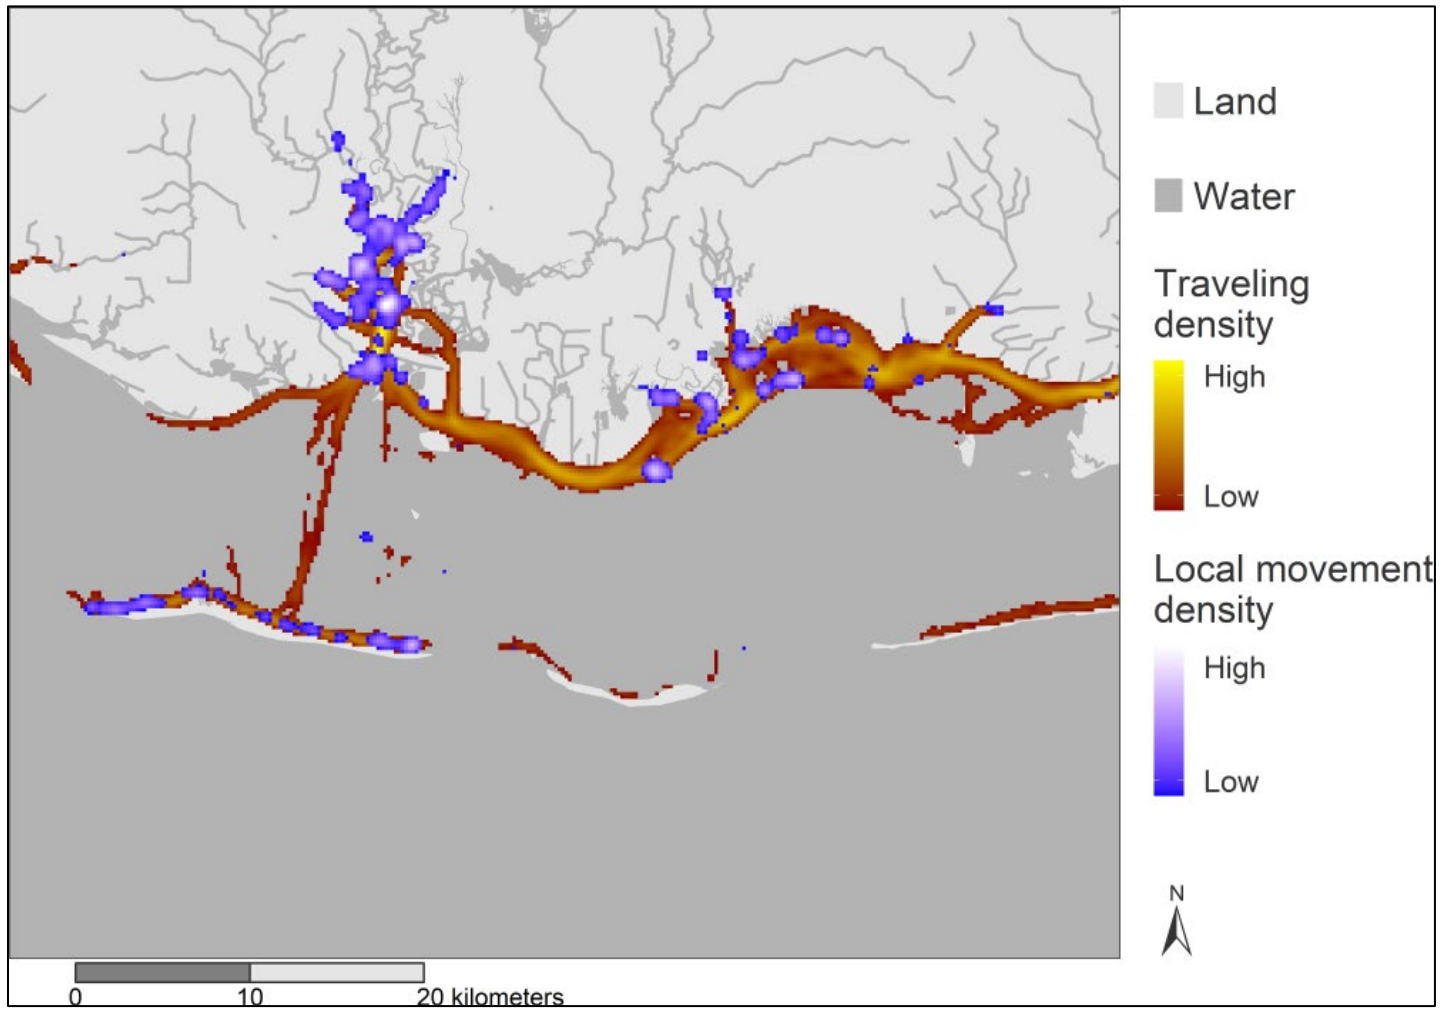 Land
Water
Traveling
density
High
Low
Local movement
density
High
Low
N
0 10 20 kilometers